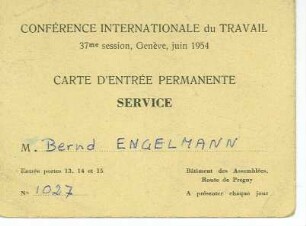 CONFÉRENCE INTERNATIONALE du TRAVAIL
37me session, Genève, juin 1954
CARTE D'ENTRÉE PERMANENTE
SERVICE
M. Bernd ENGELMANN
Entrée portes 13, 14 et 15
Bâtiment des Assemblées,
Route de Pregny
No 1027
A présenter chaque jour